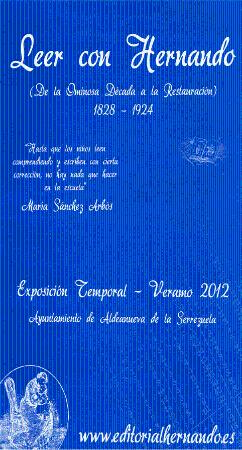 Leer con Hernando
(De la Ominosa Década a la Restauración)
1828 - 1924
"Hasta que los niños leen
comprendiendo y escriben con cierta
corrección, no hay nada que hacer
en la escuela"
María Sánchez Arbós
Exposición Temporal - Verano 2012
Ayuntamiento de Aldeanueva de la Serrezuela
www.editorialhernando.es